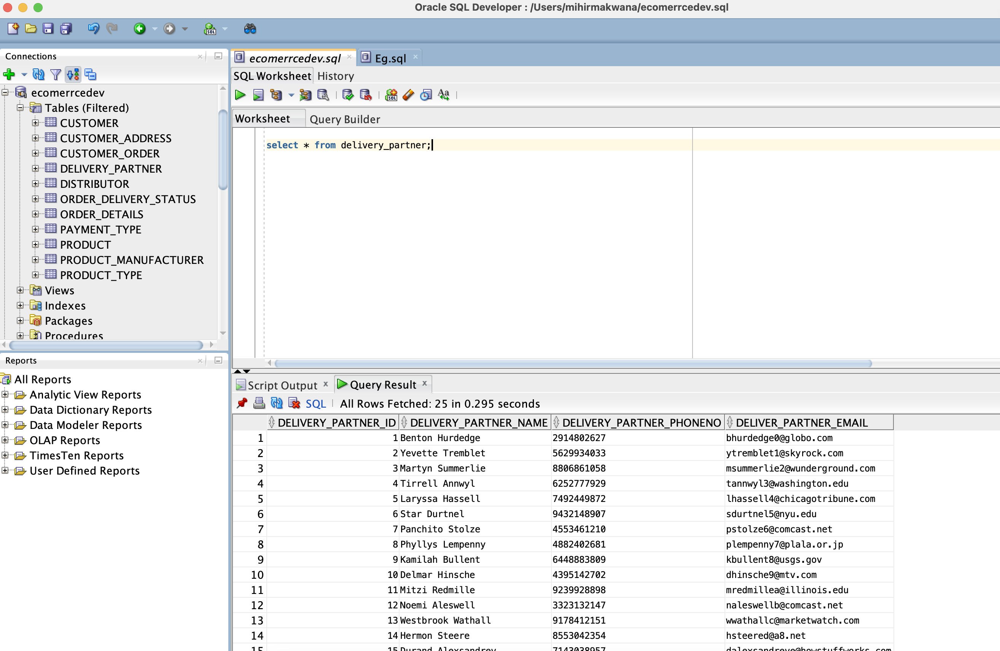 Oracle SQL Developer : /Users/mihirmakwana/ecomerrcedev.sql
Connections
ecomerrcedev
Tables (Filtered)
CUSTOMER
CUSTOMER_ADDRESS
CUSTOMER_ORDER
DELIVERY_PARTNER
DISTRIBUTOR
ORDER_DELIVERY_STATUS
ORDER_DETAILS
PAYMENT_TYPE
PRODUCT
PRODUCT_MANUFACTURER
PRODUCT_TYPE
Views
Indexes
Packages
Procedures
Reports
All Reports
Analytic View Reports
Data Dictionary Reports
Data Modeler Reports
OLAP Reports
TimesTen Reports
User Defined Reports
ecomerrcedev.sql Eg.sql
SQL Worksheet History
Worksheet Query Builder
select * from delivery_partner;
Script Output Query Result
SQL All Rows Fetched: 25 in 0.295 seconds
DELIVERY_PARTNER_ID DELIVERY_PARTNER_NAME DELIVERY_PARTNER_PHONENO DELIVER_PARTNER_EMAIL
1 1 Benton Hurdedge 2914802627 bhurdedge0@globo.com
2 2 Yevette Tremblet 5629934033 ytremblet1@skyrock.com
3 3 Martyn Summerlie 8806861058 msummerlie2@wunderground.com
4 4 Tirrell Annwyl 6252777929 tannwyl3@washington.edu
5 5 Laryssa Hassell 7492449872 lhassell4@chicagotribune.com
6 6 Star Durtnel 9432148907 sdurtnel5@nyu.edu
7 7 Panchito Stolze 4553461210 pstolze6@comcast.net
8 8 Phyllys Lempenny 4882402681 plempenny7@plala.or.jp
9 9 Kamilah Bullent 6448883809 kbullent8@usgs.gov
10 10 Delmar Hinsche 4395142702 dhinsche9@mtv.com
11 11 Mitzi Redmille 9239928898 mredmillea@illinois.edu
12 12 Noemi Aleswell 3323132147 naleswellb@comcast.net
13 13 Westbrook Wathall 9178412151 wwathallc@marketwatch.com
14 14 Hermon Steere 8553042354 hsteered@a8.net
15 15 Durand Alexsandrev 7143038957 dalexsandreve@howstuffworks.com